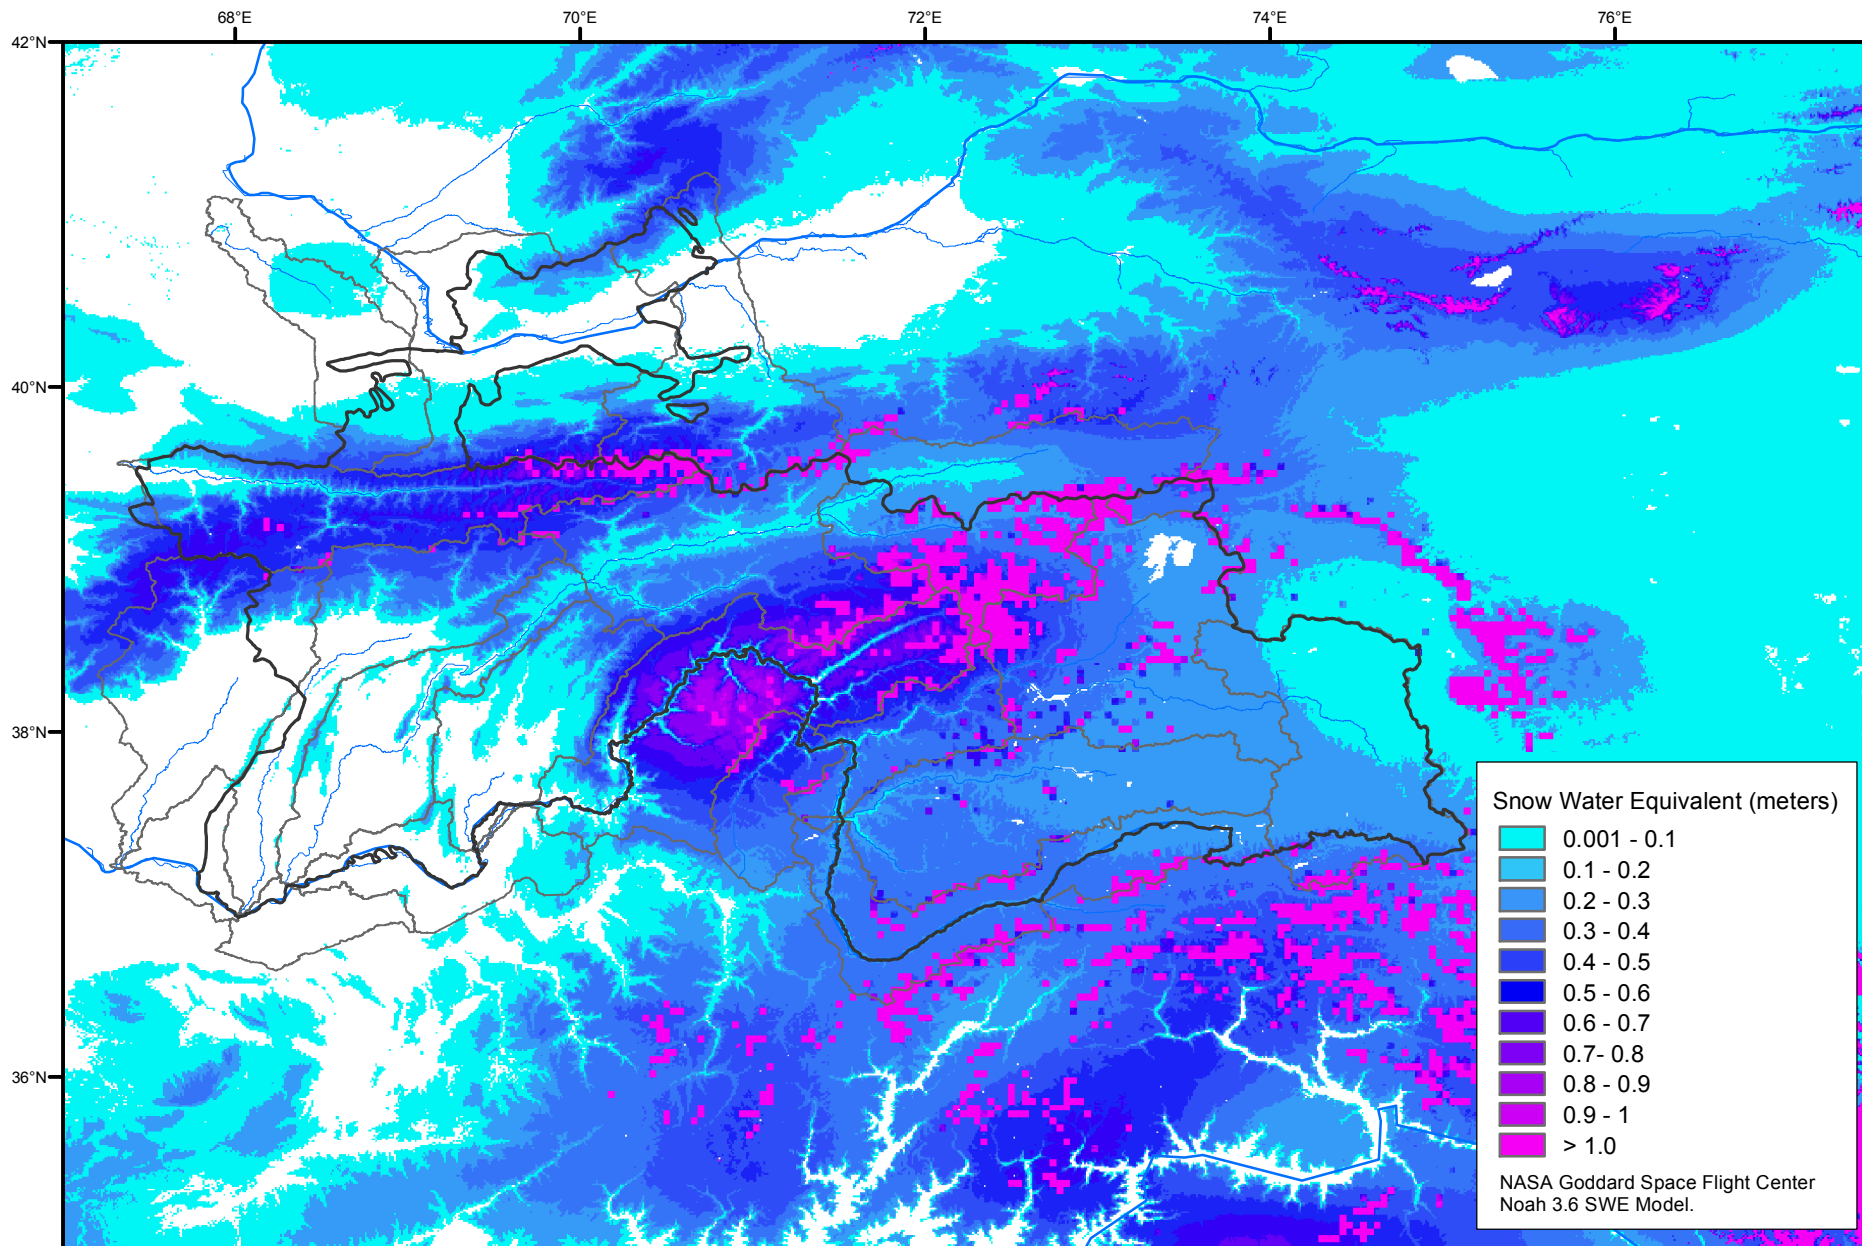 68°E 70°E 72°E 74°E 76°E
42°N
40°N
38°N
36°N
Snow Water Equivalent (meters)
0.001 - 0.1
0.1 - 0.2
0.2 - 0.3
0.3 - 0.4
0.4 - 0.5
0.5 - 0.6
0.6 - 0.7
0.7- 0.8
0.8 - 0.9
0.9 - 1
> 1.0
NASA Goddard Space Flight Center
Noah 3.6 SWE Model.